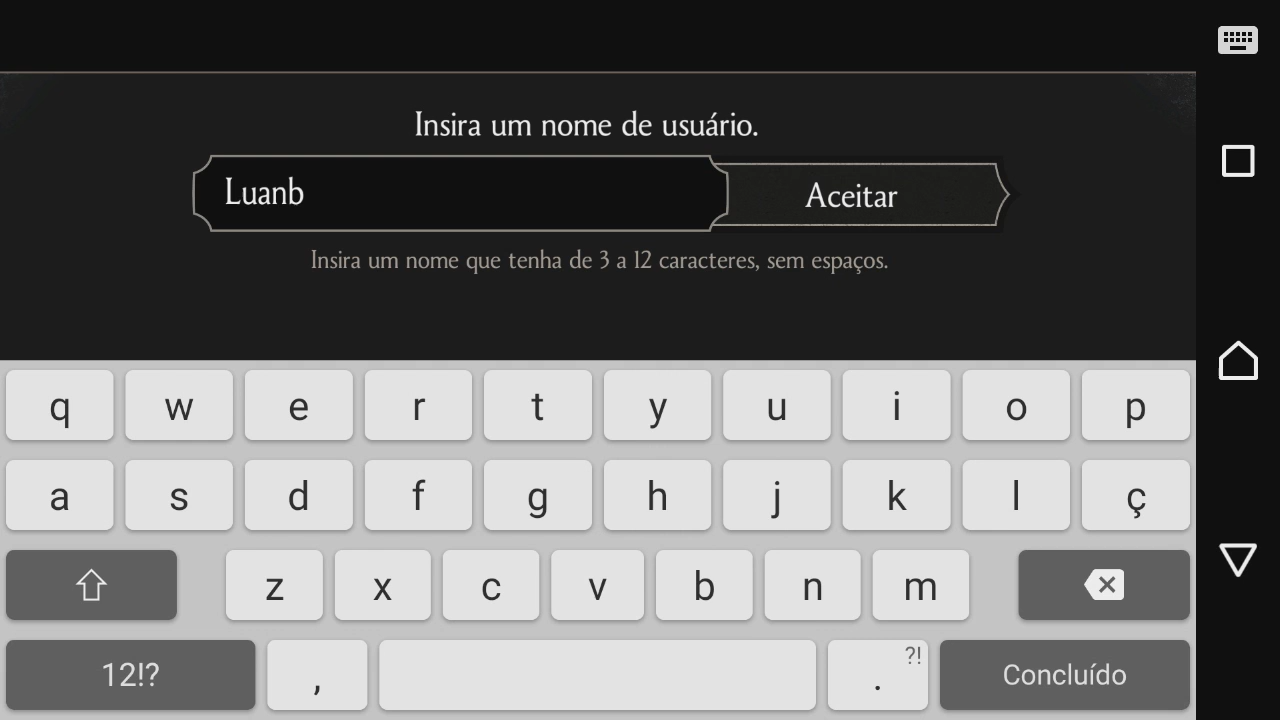 Insira um nome de usuário.
Luanb
Aceitar
Insira um nome que tenha de 3 a 12 caracteres, sem espaços.
q w e r t y u i o p
a s d f g h j k l ç
z x c v b n m
12!? , ?! . Concluído